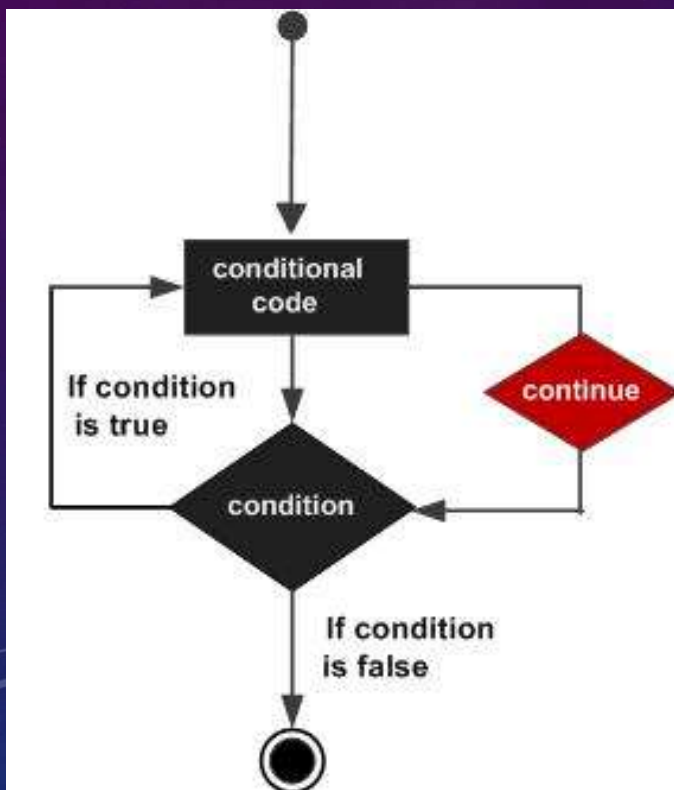 conditional
code
If condition
is true
continue
condition
If condition
is false